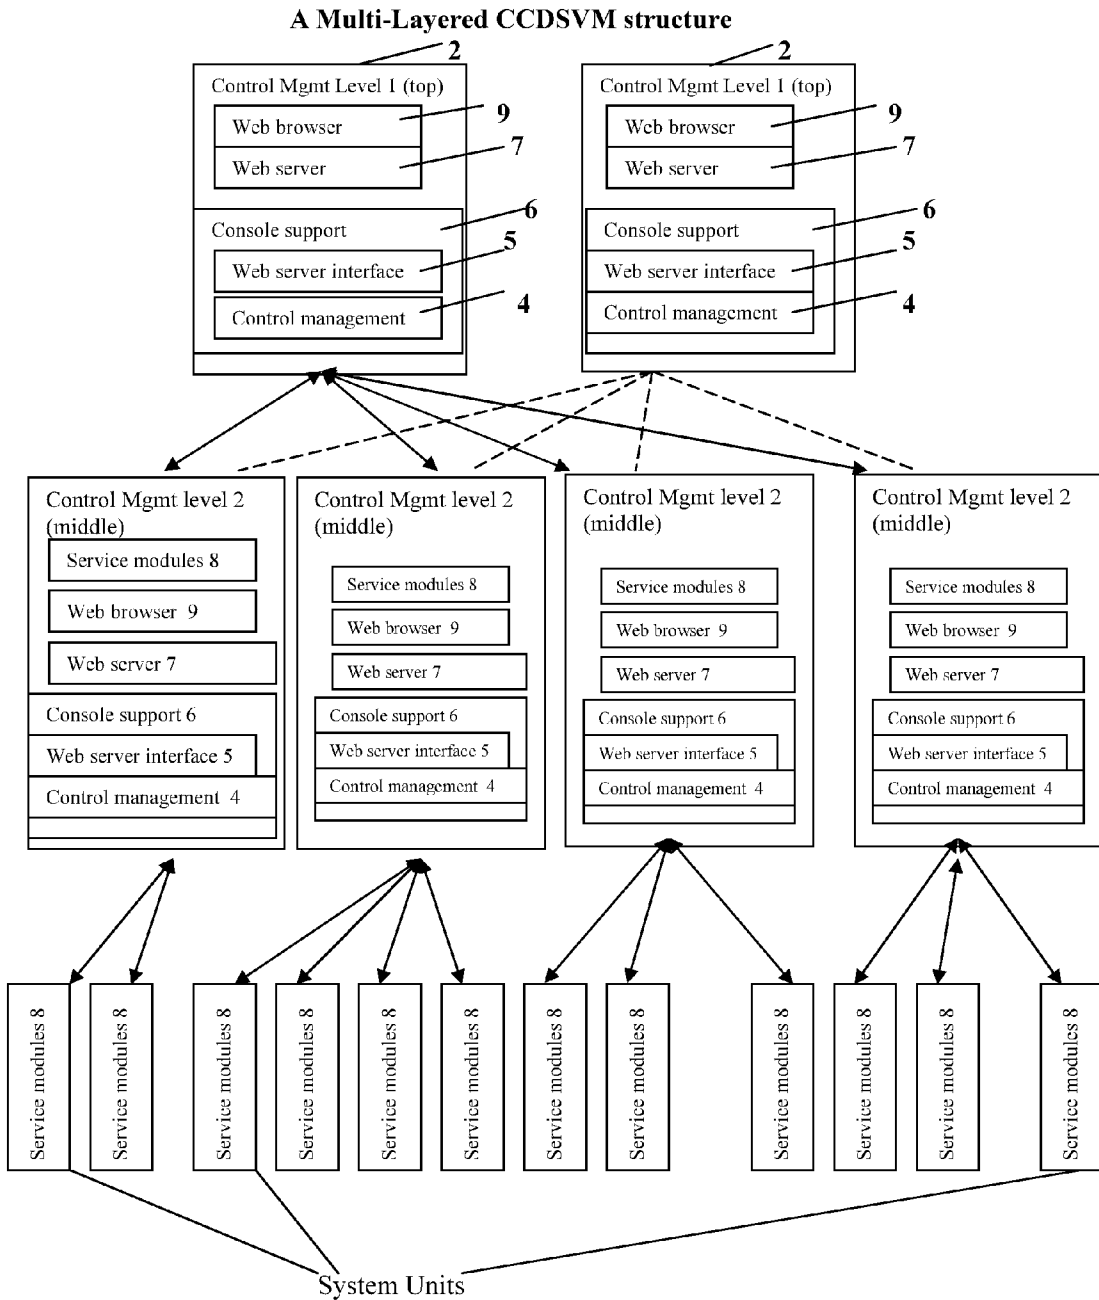 A Multi-Layered CCDSVM structure
2
Control Mgmt Level 1 (top)
Web browser
9
Web server
7
Console support
6
Web server interface
5
Control management
4
2
Control Mgmt Level 1 (top)
Web browser
9
Web server
7
Console support
6
Web server interface
5
Control management
4
Control Mgmt level 2
(middle)
Service modules 8
Web browser 9
Web server 7
Console support 6
Web server interface 5
Control management 4
Control Mgmt level 2
(middle)
Service modules 8
Web browser 9
Web server 7
Console support 6
Web server interface 5
Control management 4
Control Mgmt level 2
(middle)
Service modules 8
Web browser 9
Web server 7
Console support 6
Web server interface 5
Control management 4
Control Mgmt level 2
(middle)
Service modules 8
Web browser 9
Web server 7
Console support 6
Web server interface 5
Control management 4
Service modules 8
Service modules 8
Service modules 8
Service modules 8
Service modules 8
Service modules 8
Service modules 8
Service modules 8
Service modules 8
Service modules 8
Service modules 8
Service modules 8
System Units